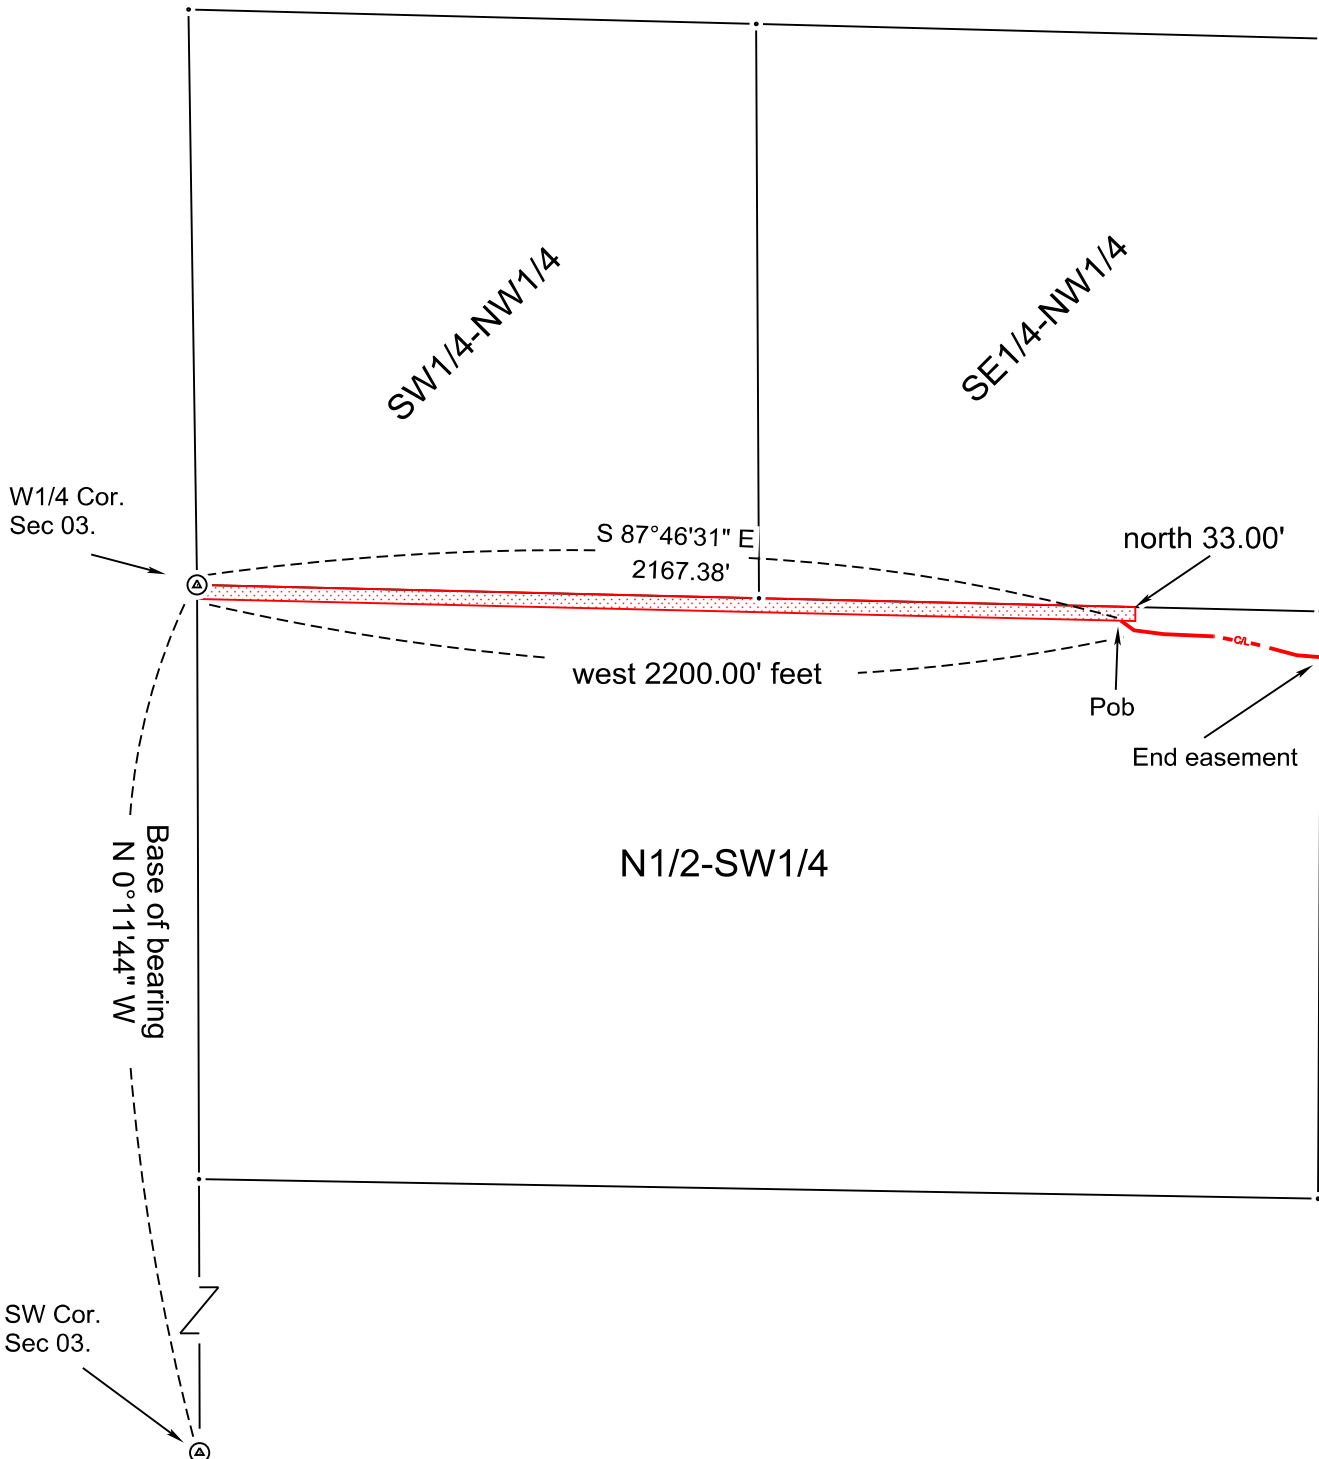 SW1/4-NW1/4
SE1/4-NW1/4
W1/4 Cor.
Sec 03.
S 87°46'31" E
2167.38'
north 33.00'
C/L
west 2200.00' feet
Pob
End easement
N1/2-SW1/4
Base of bearing
N 0°11'44" W
SW Cor.
Sec 03.